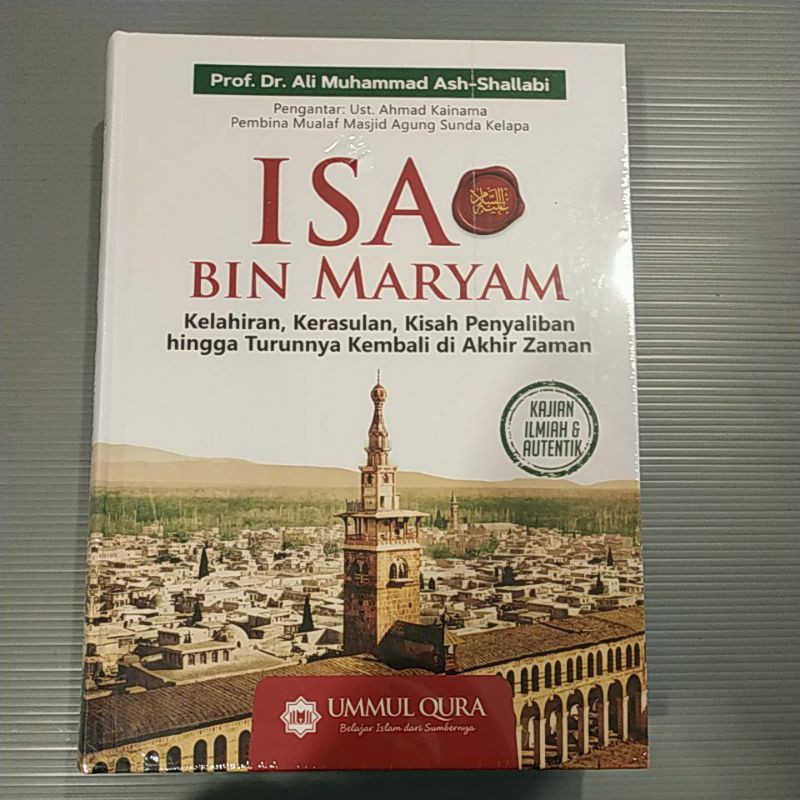 Prof. Dr. Ali Muhammad Ash-Shallabi
Pengantar: Ust. Ahmad Kainama
Pembina Mualaf Masjid Agung Sunda Kelapa
ISA
عليه السلام
BIN MARYAM
Kelahiran, Kerasulan, Kisah Penyaliban
hingga Turunnya Kembali di Akhir Zaman
KAJIAN
ILMIAH &
AUTENTIK
UMMUL QURA
Belajar Islam dari Sumbernya